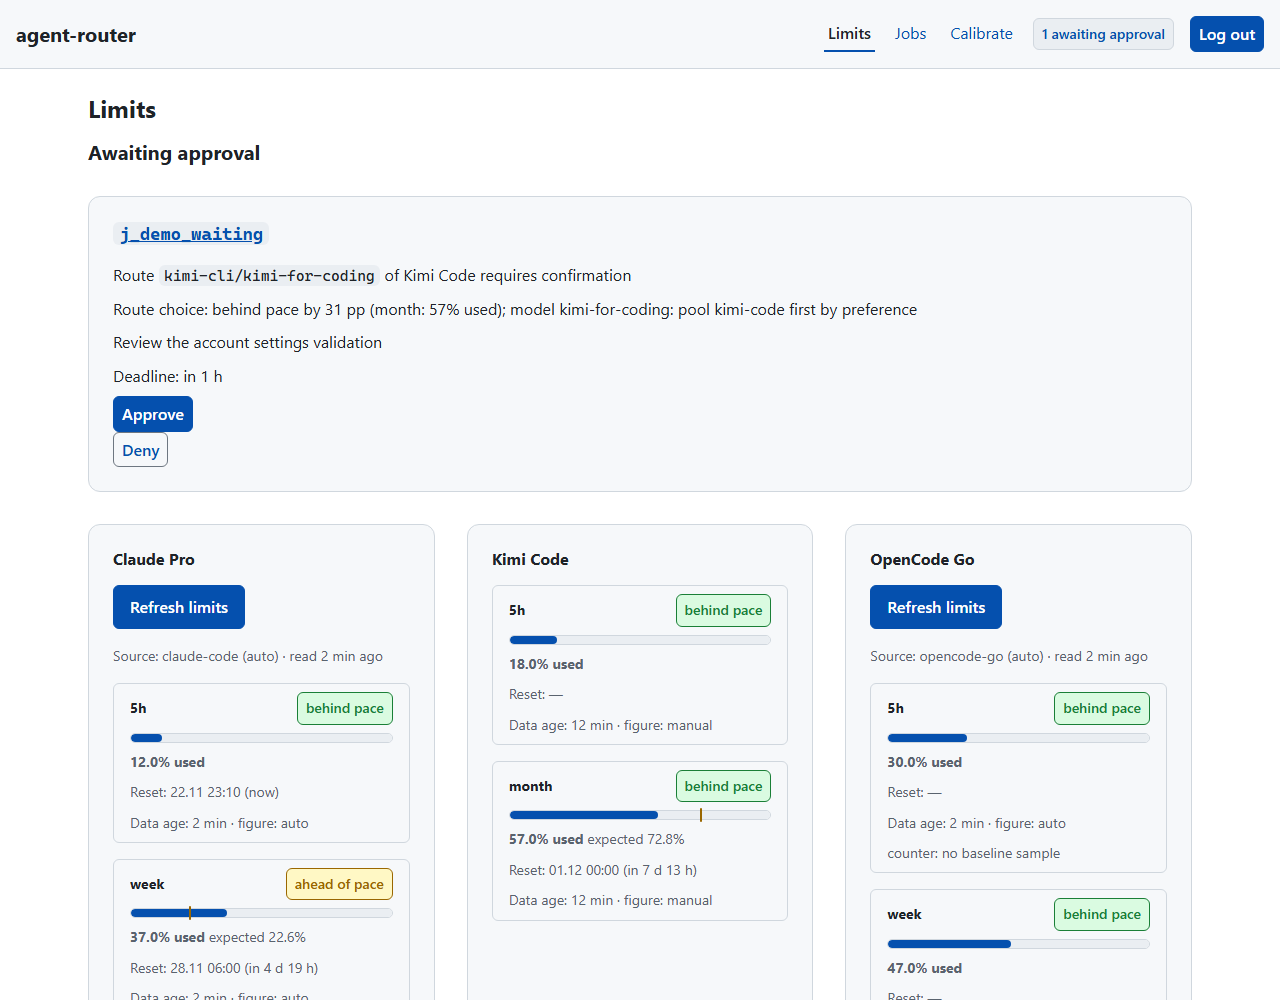 agent-router
Limits
Jobs
Calibrate
1 awaiting approval
Log out
Limits
Awaiting approval
j_demo_waiting
Route kimi-cli/kimi-for-coding of Kimi Code requires confirmation
Route choice: behind pace by 31 pp (month: 57% used); model kimi-for-coding: pool kimi-code first by preference
Review the account settings validation
Deadline: in 1 h
Approve
Deny
Claude Pro
Refresh limits
Source: claude-code (auto) · read 2 min ago
5h
behind pace
12.0% used
Reset: 22.11 23:10 (now)
Data age: 2 min · figure: auto
week
ahead of pace
37.0% used expected 22.6%
Reset: 28.11 06:00 (in 4 d 19 h)
Data age: 2 min · figure: auto
Kimi Code
5h
behind pace
18.0% used
Reset: —
Data age: 12 min · figure: manual
month
behind pace
57.0% used expected 72.8%
Reset: 01.12 00:00 (in 7 d 13 h)
Data age: 12 min · figure: manual
OpenCode Go
Refresh limits
Source: opencode-go (auto) · read 2 min ago
5h
behind pace
30.0% used
Reset: —
Data age: 2 min · figure: auto
counter: no baseline sample
week
behind pace
47.0% used
Reset: —